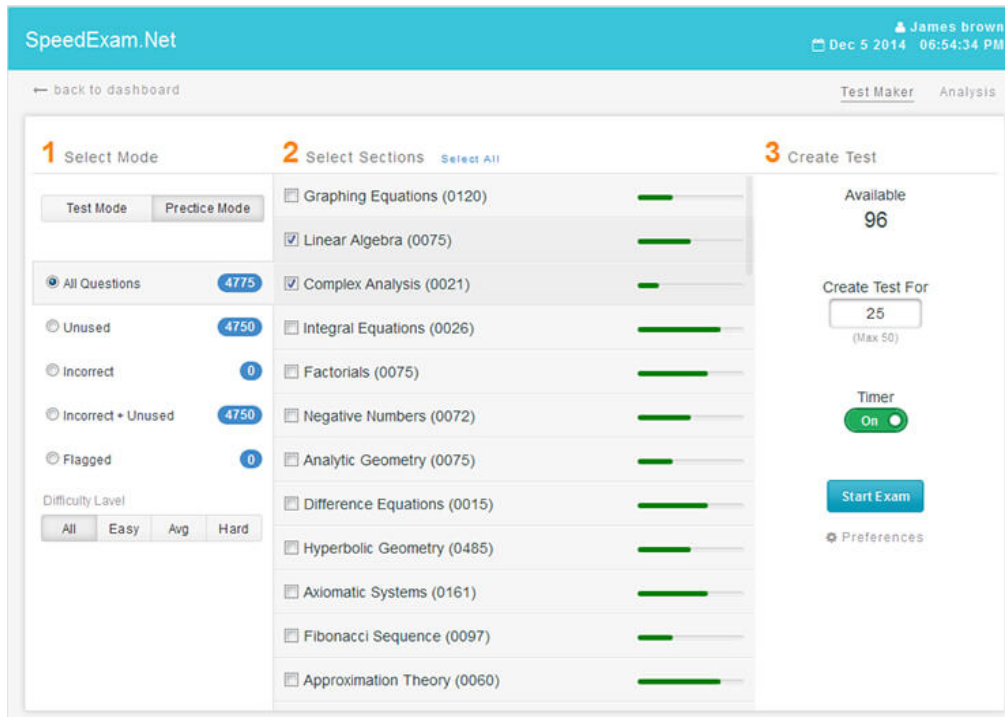 SpeedExam.Net
James brown
Dec 5 2014 06:54:34 PM
← back to dashboard
Test Maker Analysis
1 Select Mode
Test Mode Prectice Mode
All Questions 4775
Unused 4750
Incorrect 0
Incorrect + Unused 4750
Flagged 0
Difficulty Lavel
All Easy Avg Hard
2 Select Sections Select All
Graphing Equations (0120)
Linear Algebra (0075)
Complex Analysis (0021)
Integral Equations (0026)
Factorials (0075)
Negative Numbers (0072)
Analytic Geometry (0075)
Difference Equations (0015)
Hyperbolic Geometry (0485)
Axiomatic Systems (0161)
Fibonacci Sequence (0097)
Approximation Theory (0060)
3 Create Test
Available
96
Create Test For
25
(Max 50)
Timer
On
Start Exam
Preferences